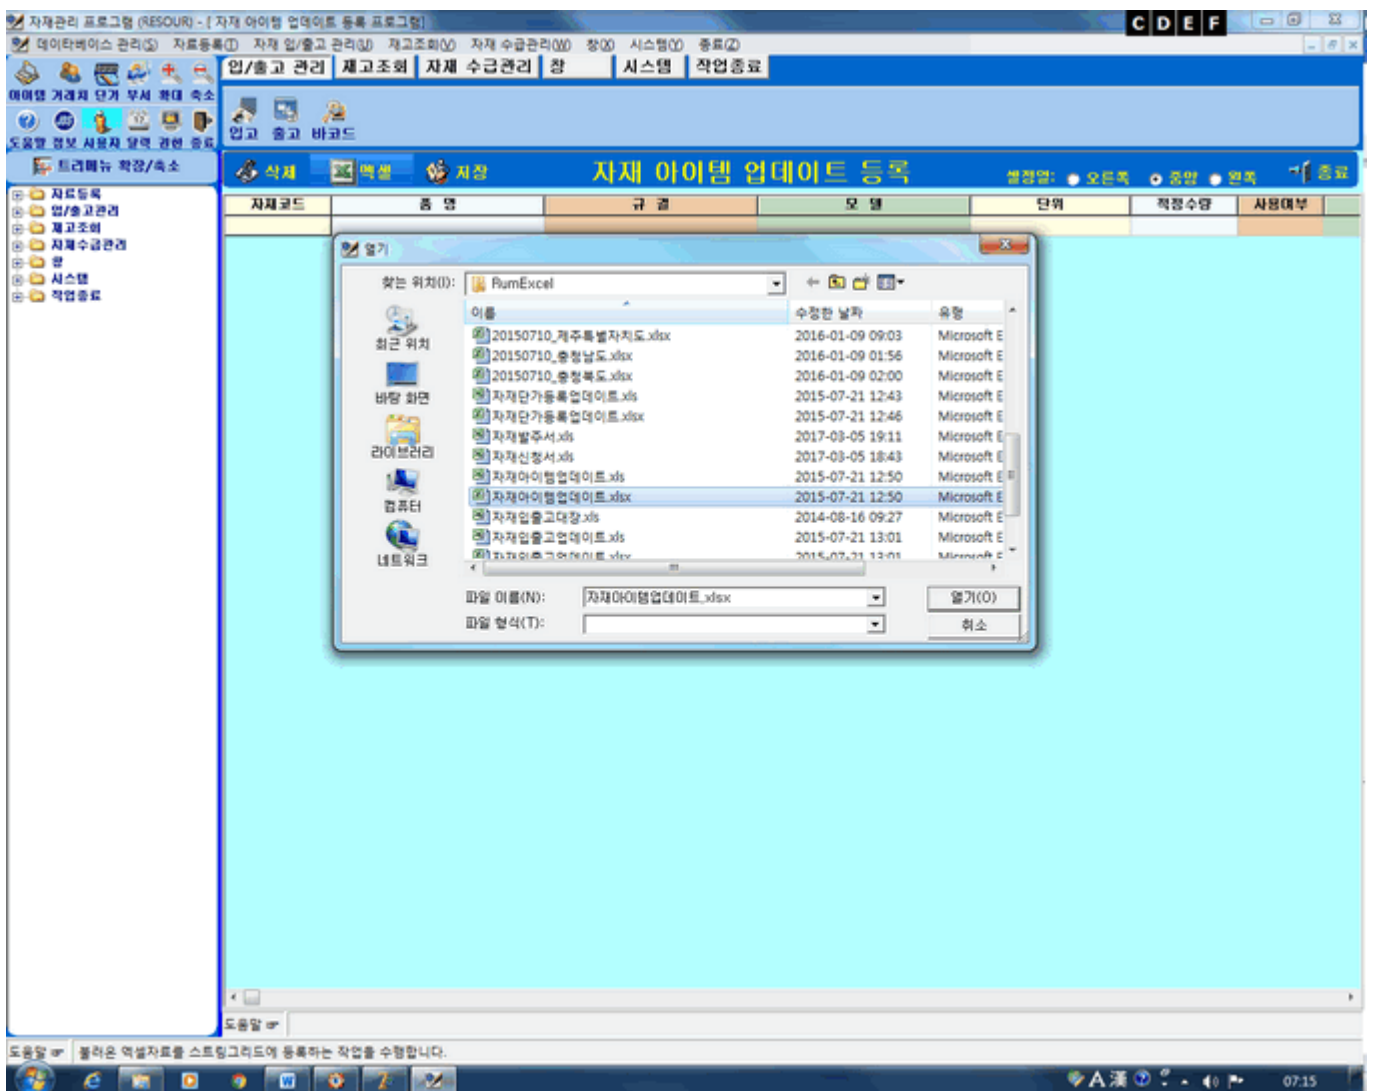 자재관리 프로그램 (RESOUR) - [ 자재 아이템 업데이트 등록 프로그램]
C D E F
데이타베이스 관리(S) 자료등록(T) 자재 입/출고 관리(U) 재고조회(V) 자재 수급관리(W) 창(X) 시스템(Y) 종료(Z)
입/출고 관리 재고조회 자재 수급관리 창 시스템 작업종료
아이템 거래처 단가 부서 확대 축소
입고 출고 바코드
도움말 정보 사용자 달력 권한 종료
트리메뉴 확장/축소
삭제 엑셀 저장 자재 아이템 업데이트 등록 셀정렬: 오른쪽 중앙 왼쪽 종료
자료등록
입/출고관리
재고조회
자재수급관리
창
시스템
작업종료
자재코드 품 명 규 격 모 델 단위 적정수량 사용여부
열기
찾는 위치(I): RumExcel
이름 수정한 날짜 유형
20150710_제주특별자치도.xlsx 2016-01-09 09:03 Microsoft E
20150710_충청남도.xlsx 2016-01-09 01:56 Microsoft E
20150710_충청북도.xlsx 2016-01-09 02:00 Microsoft E
자재단가등록업데이트.xls 2015-07-21 12:43 Microsoft E
자재단가등록업데이트.xlsx 2015-07-21 12:46 Microsoft E
자재발주서.xls 2017-03-05 19:11 Microsoft E
자재신청서.xls 2017-03-05 18:43 Microsoft E
자재아이템업데이트.xls 2015-07-21 12:50 Microsoft E
자재아이템업데이트.xlsx 2015-07-21 12:50 Microsoft E
자재입출고대장.xls 2014-08-16 09:27 Microsoft E
자재입출고업데이트.xls 2015-07-21 13:01 Microsoft E
자재입출고업데이트.xlsx 2015-07-21 13:01 Microsoft E
최근 위치
바탕 화면
라이브러리
컴퓨터
네트워크
파일 이름(N): 자재아이템업데이트.xlsx 열기(O)
파일 형식(T): 취소
도움말 ☞
도움말 ☞ 불러온 엑셀자료를 스트링그리드에 등록하는 작업을 수행합니다.
A 漢 07:15